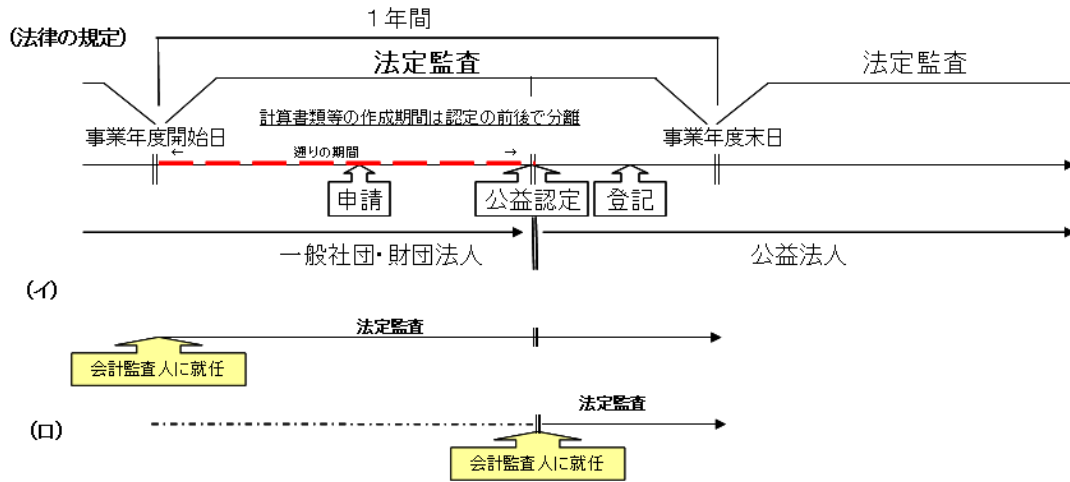 1年間
(法律の規定)
法定監査
法定監査
計算書類等の作成期間は認定の前後で分離
事業年度開始日
事業年度末日
← 遡りの期間 →
申請
公益認定
登記
一般社団・財団法人
公益法人
(イ)
法定監査
会計監査人に就任
法定監査
(ロ)
会計監査人に就任